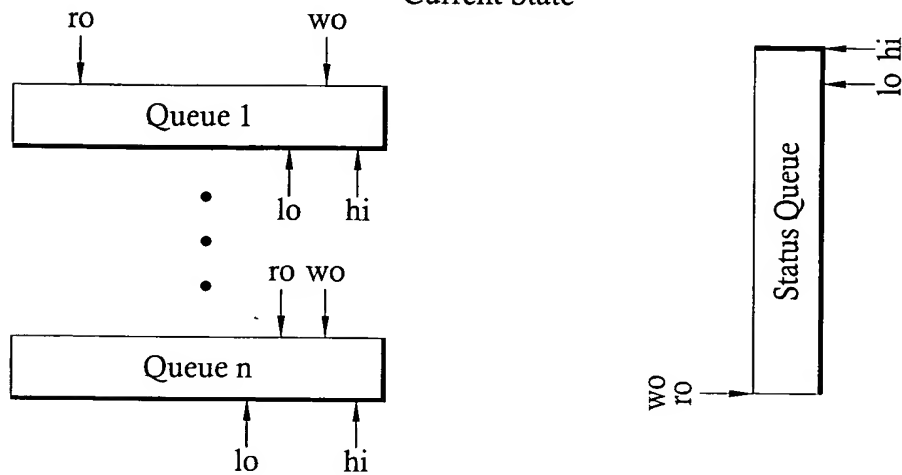 Current State
ro wo
Queue 1
lo hi
ro wo
Queue n
lo hi
lo hi
Status Queue
wo
ro